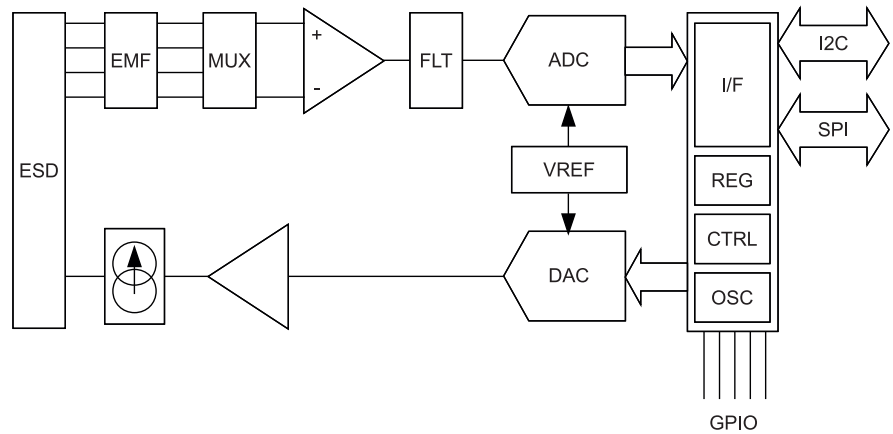 ESD
EMF
MUX
+
-
FLT
ADC
I/F
I2C
SPI
VREF
REG
CTRL
DAC
OSC
GPIO